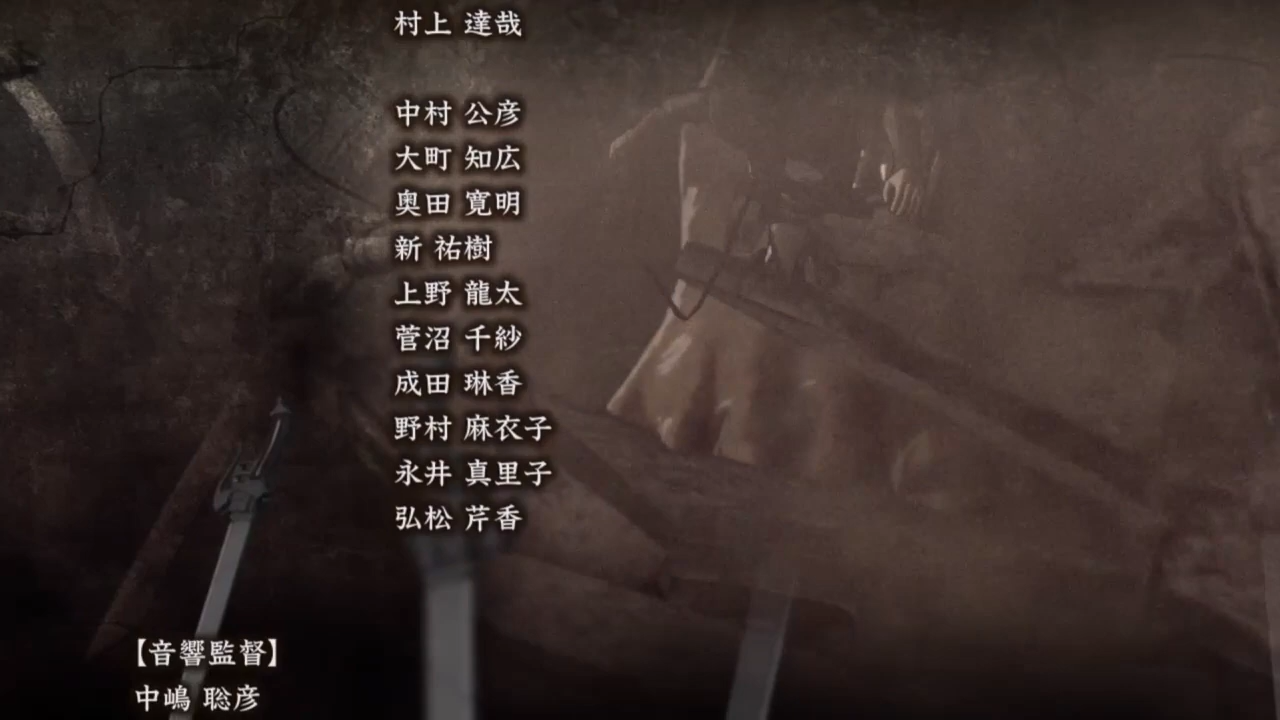 村上 達哉
中村 公彦
大町 知広
奥田 寛明
新 祐樹
上野 龍太
菅沼 千紗
成田 琳香
野村 麻衣子
永井 真里子
弘松 芹香
【音響監督】
中嶋 聡彦